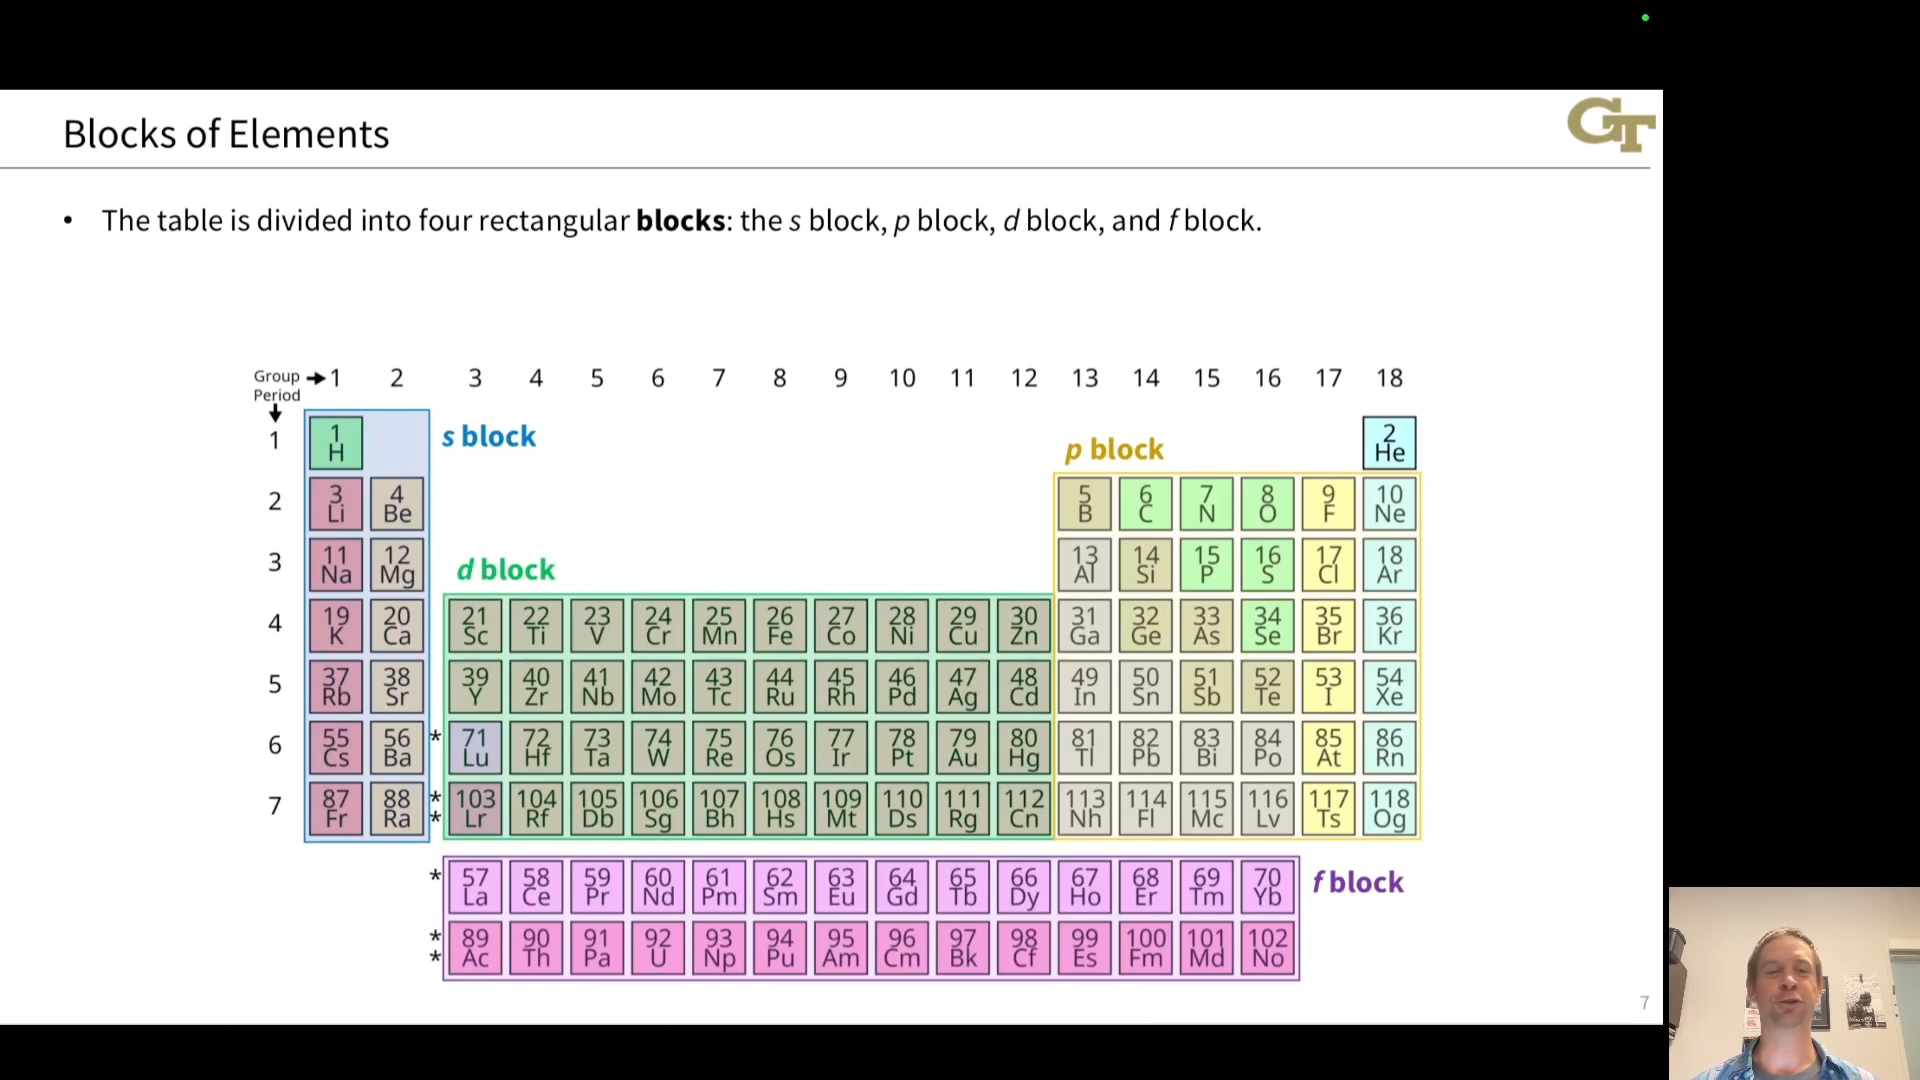 Blocks of Elements
GT
• The table is divided into four rectangular blocks: the s block, p block, d block, and f block.
Group → 1 2 3 4 5 6 7 8 9 10 11 12 13 14 15 16 17 18
Period
↓
1 1 H s block p block 2 He
2 3 Li 4 Be 5 B 6 C 7 N 8 O 9 F 10 Ne
3 11 Na 12 Mg d block 13 Al 14 Si 15 P 16 S 17 Cl 18 Ar
4 19 K 20 Ca 21 Sc 22 Ti 23 V 24 Cr 25 Mn 26 Fe 27 Co 28 Ni 29 Cu 30 Zn 31 Ga 32 Ge 33 As 34 Se 35 Br 36 Kr
5 37 Rb 38 Sr 39 Y 40 Zr 41 Nb 42 Mo 43 Tc 44 Ru 45 Rh 46 Pd 47 Ag 48 Cd 49 In 50 Sn 51 Sb 52 Te 53 I 54 Xe
6 55 Cs 56 Ba * 71 Lu 72 Hf 73 Ta 74 W 75 Re 76 Os 77 Ir 78 Pt 79 Au 80 Hg 81 Tl 82 Pb 83 Bi 84 Po 85 At 86 Rn
7 87 Fr 88 Ra * * 103 Lr 104 Rf 105 Db 106 Sg 107 Bh 108 Hs 109 Mt 110 Ds 111 Rg 112 Cn 113 Nh 114 Fl 115 Mc 116 Lv 117 Ts 118 Og
* 57 La 58 Ce 59 Pr 60 Nd 61 Pm 62 Sm 63 Eu 64 Gd 65 Tb 66 Dy 67 Ho 68 Er 69 Tm 70 Yb f block
* * 89 Ac 90 Th 91 Pa 92 U 93 Np 94 Pu 95 Am 96 Cm 97 Bk 98 Cf 99 Es 100 Fm 101 Md 102 No
7